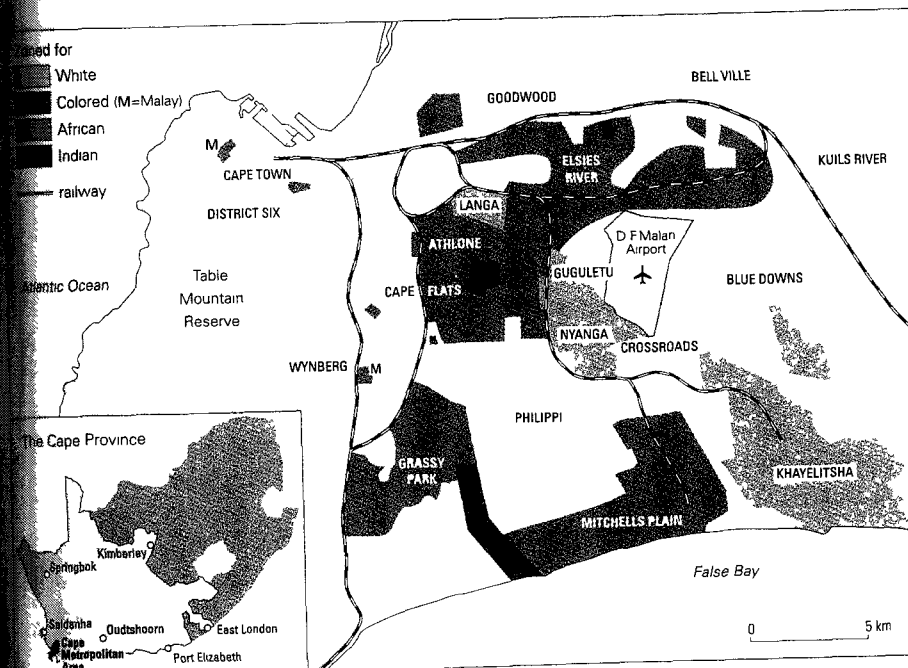 Zoned for
White
Colored (M=Malay)
African
Indian
railway
BELL VILLE
GOODWOOD
M
ELSIES
RIVER
KUILS RIVER
CAPE TOWN
LANGA
DISTRICT SIX
D F Malan
Airport
ATHLONE
GUGULETU
Table
Mountain
Reserve
Atlantic Ocean
BLUE DOWNS
CAPE FLATS
NYANGA
CROSSROADS
WYNBERG
M
PHILIPPI
The Cape Province
GRASSY
PARK
KHAYELITSHA
MITCHELLS PLAIN
Kimberley
Springbok
False Bay
Saldanha
Oudtshoorn
East London
Cape
Metropolitan
Area
Port Elizabeth
0 5 km